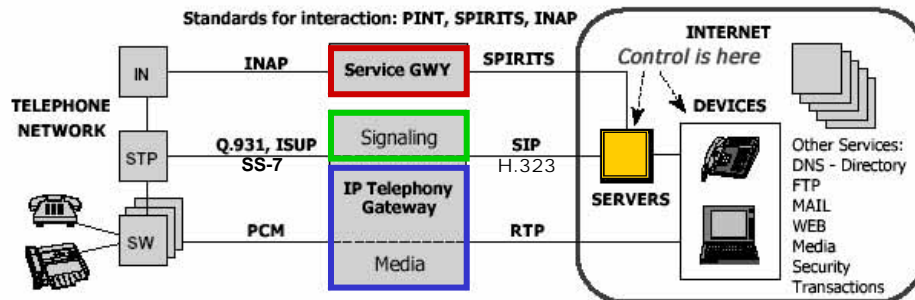 Standards for interaction: PINT, SPIRITS, INAP
INTERNET
Control is here
IN
INAP
Service GWY
SPIRITS
TELEPHONE
NETWORK
DEVICES
STP
Q.931, ISUP
SS-7
Signaling
SIP
H.323
SERVERS
IP Telephony
Gateway
SW
PCM
RTP
Media
Other Services:
DNS - Directory
FTP
MAIL
WEB
Media
Security
Transactions